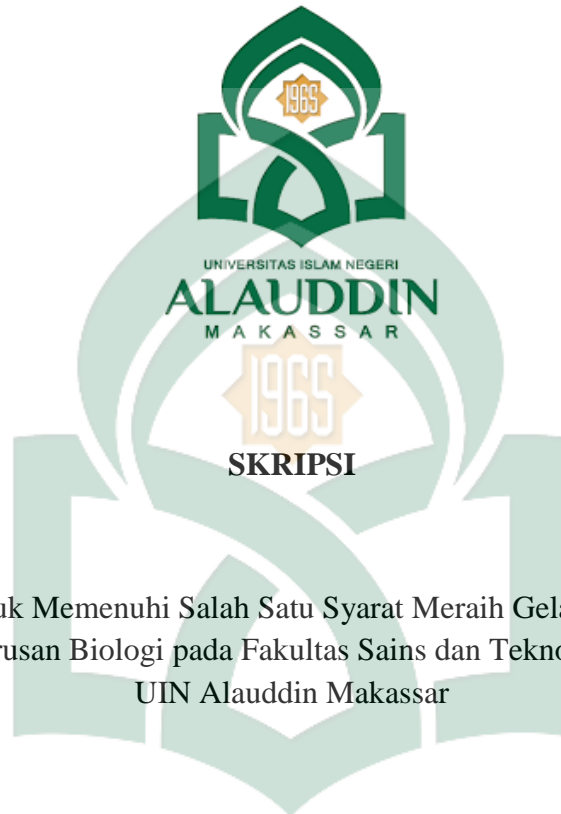 1965
UNIVERSITAS ISLAM NEGERI
ALAUDDIN
MAKASSAR
1965
SKRIPSI
uk Memenuhi Salah Satu Syarat Meraih Gela
rusan Biologi pada Fakultas Sains dan Tekno
UIN Alauddin Makassar